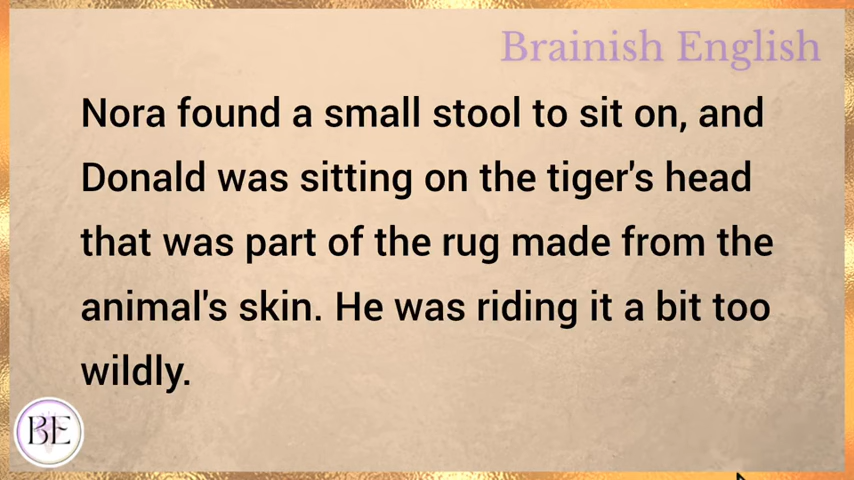 Brainish English
Nora found a small stool to sit on, and
Donald was sitting on the tiger's head
that was part of the rug made from the
animal's skin. He was riding it a bit too
wildly.
BE